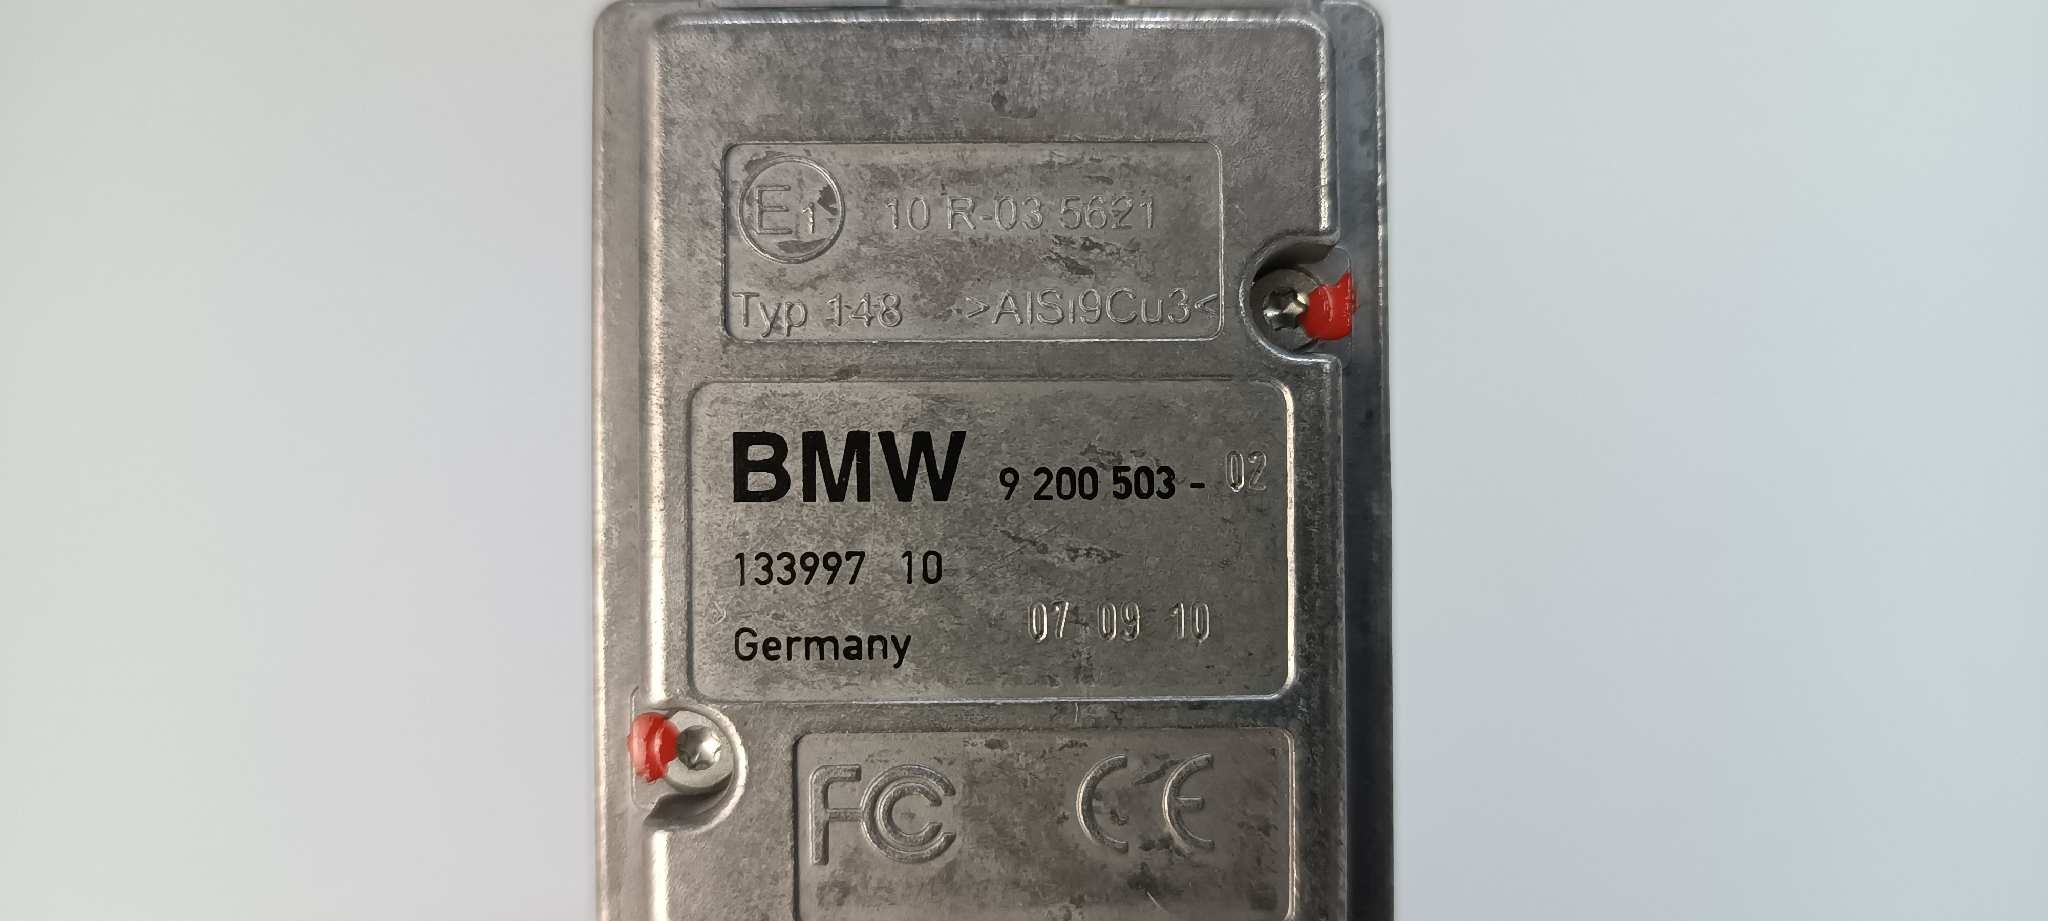 E1 10 R-03 5621
Typ 148 >AlSi9Cu3<
BMW 9 200 503 - 02
133997 10
07 09 10
Germany
FC CE